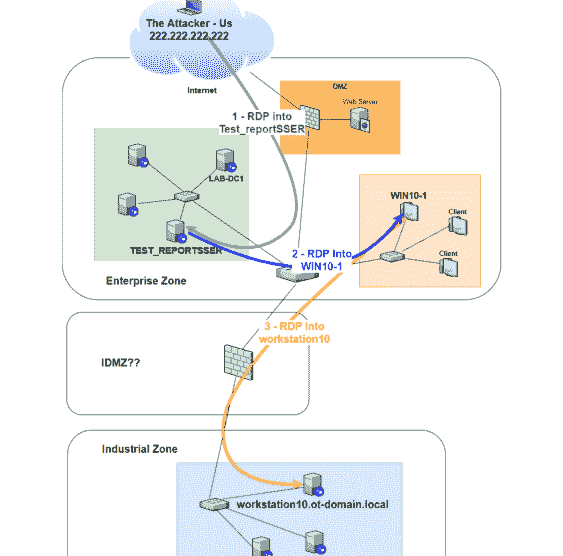 The Attacker - Us
222.222.222.222
Internet
DMZ
Web Server
1 - RDP into
Test_reportSSER
LAB-DC1
WIN10-1
Client
TEST_REPORTSSER
2 - RDP Into
WIN10-1
Client
Enterprise Zone
3 - RDP Into
workstation10
IDMZ??
Industrial Zone
workstation10.ot-domain.local